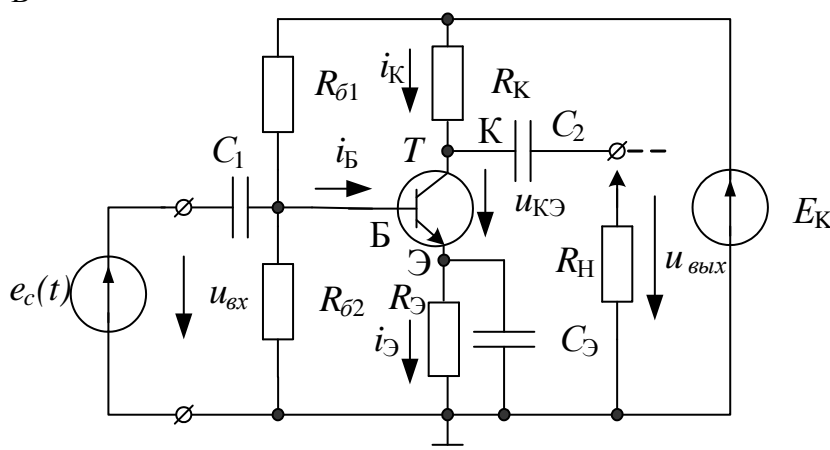 R_б1
i_К
R_К
C_1
i_Б
T
К
C_2
Б
u_КЭ
E_К
e_c(t)
u_вх
R_б2
Э
R_Э
i_Э
C_Э
R_Н
u_вых